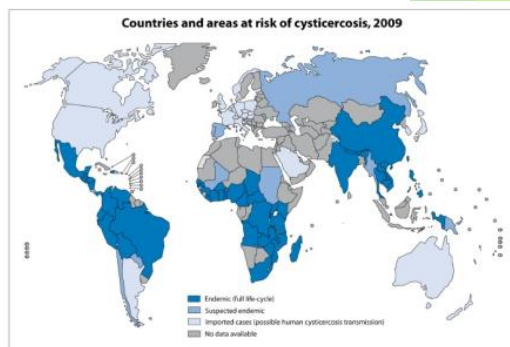 Countries and areas at risk of cysticercosis, 2009
Endemic (full life-cycle)
Suspected endemic
Imported cases (possible human cysticercosis transmission)
No data available